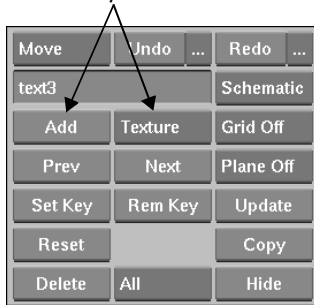 Move Undo ... Redo ...
text3 Schematic
Add Texture Grid Off
Prev Next Plane Off
Set Key Rem Key Update
Reset Copy
Delete All Hide